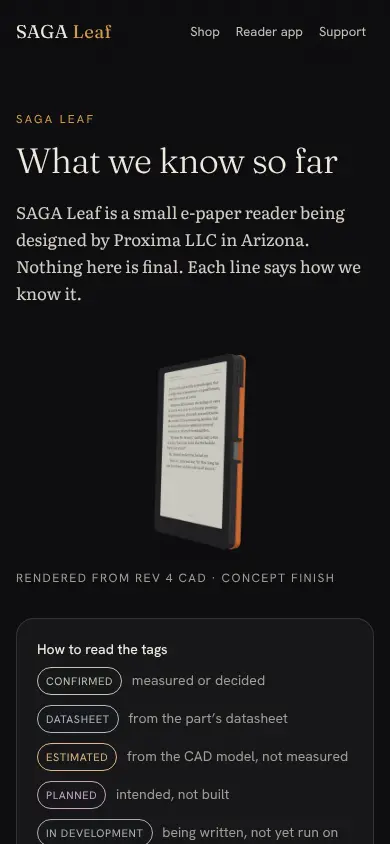 SAGA Leaf
Shop Reader app Support
SAGA LEAF
What we know so far
SAGA Leaf is a small e-paper reader being
designed by Proxima LLC in Arizona.
Nothing here is final. Each line says how we
know it.
RENDERED FROM REV 4 CAD · CONCEPT FINISH
How to read the tags
CONFIRMED measured or decided
DATASHEET from the part’s datasheet
ESTIMATED from the CAD model, not measured
PLANNED intended, not built
IN DEVELOPMENT being written, not yet run on